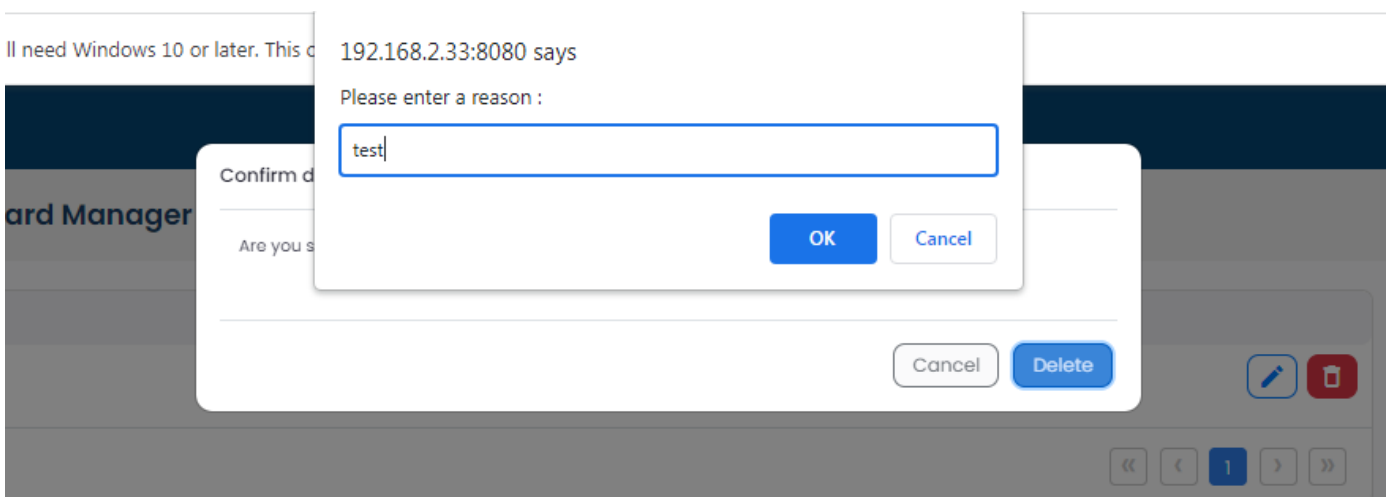 ll need Windows 10 or later. This c
192.168.2.33:8080 says
Please enter a reason :
test
OK
Cancel
Confirm d
ard Manager
Are you s
Cancel
Delete
1